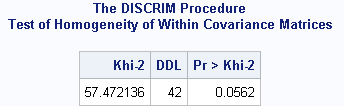 The DISCRIM Procedure
Test of Homogeneity of Within Covariance Matrices
Khi-2 DDL Pr > Khi-2
57.472136 42 0.0562